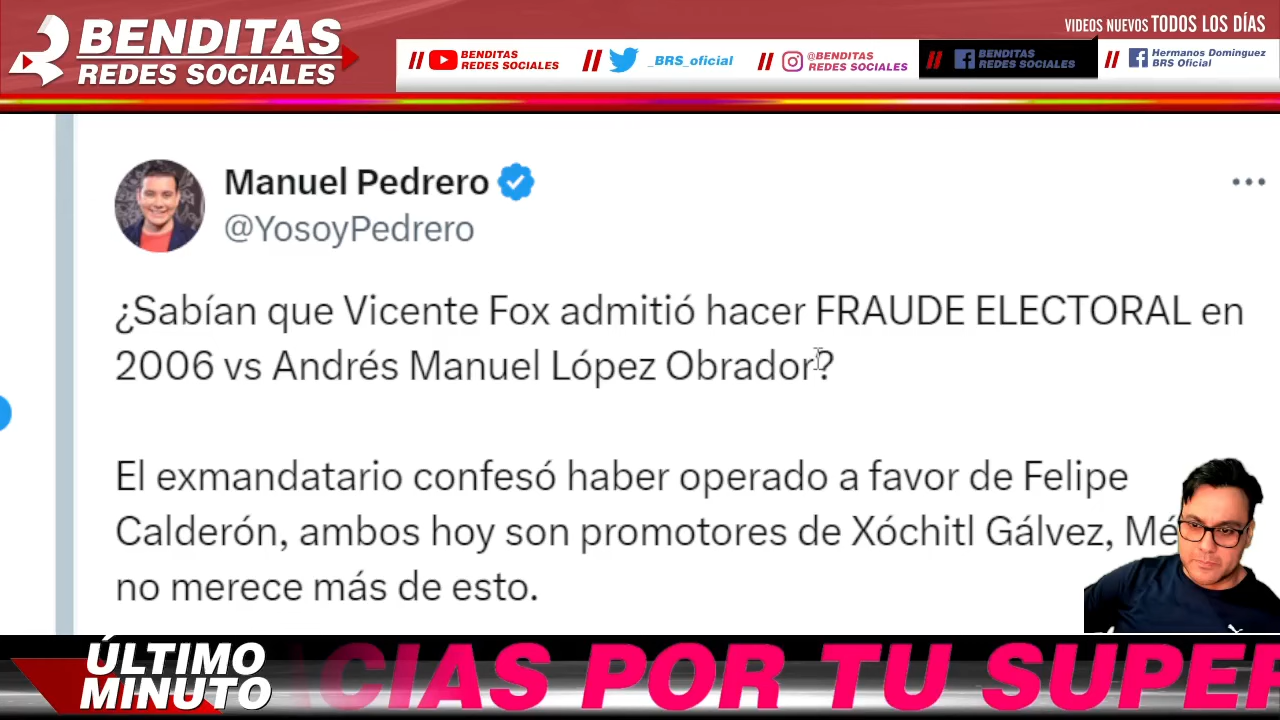 BENDITAS
REDES SOCIALES
VIDEOS NUEVOS TODOS LOS DÍAS
// BENDITAS
REDES SOCIALES
// _BRS_oficial
// @BENDITAS
REDES SOCIALES
// BENDITAS
REDES SOCIALES
// Hermanos Dominguez
BRS Oficial
Manuel Pedrero
@YosoyPedrero
¿Sabían que Vicente Fox admitió hacer FRAUDE ELECTORAL en
2006 vs Andrés Manuel López Obrador?
El exmandatario confesó haber operado a favor de Felipe
Calderón, ambos hoy son promotores de Xóchitl Gálvez, Mé
no merece más de esto.
ÚLTIMO
MINUTO
CIAS POR TU SUPER